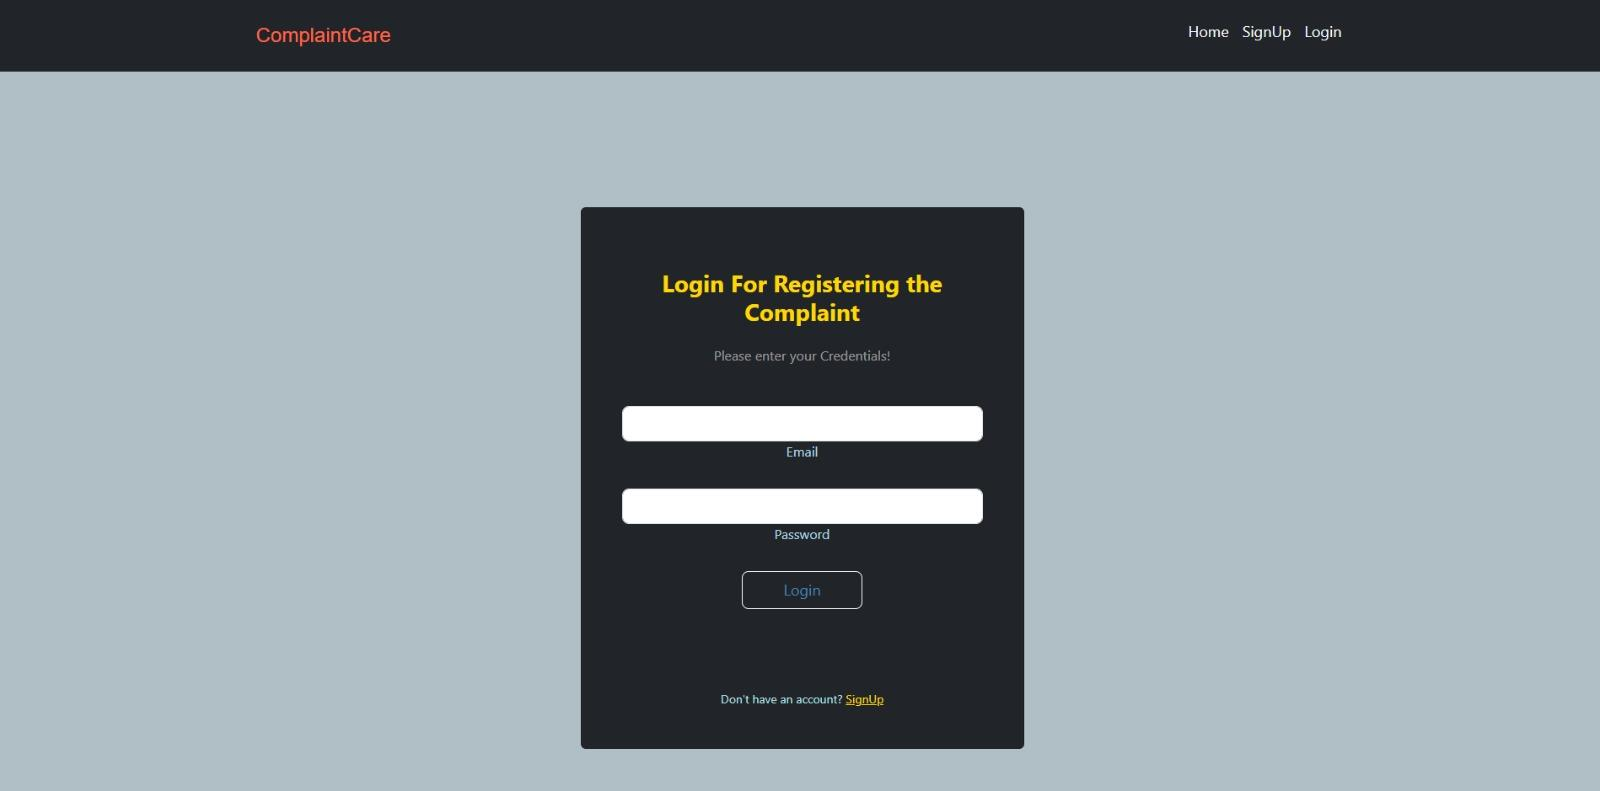 ComplaintCare
Home SignUp Login
Login For Registering the
Complaint
Please enter your Credentials!
Email
Password
Login
Don't have an account? SignUp